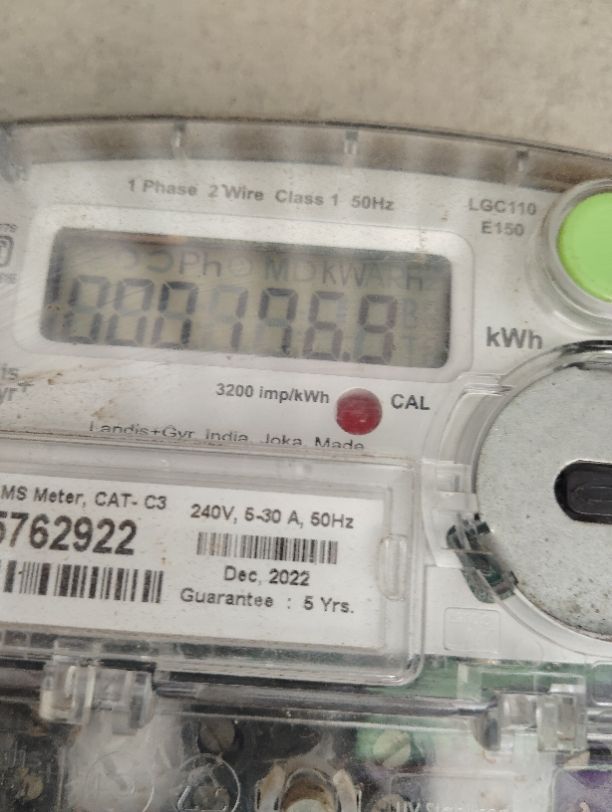 1 Phase 2 Wire Class 1 50Hz
LGC110
E150
kWh
3200 imp/kWh
CAL
Landis+Gyr India, Joka, Made
MS Meter, CAT- C3
5762922
240V, 5-30 A, 50Hz
Dec, 2022
Guarantee : 5 Yrs.